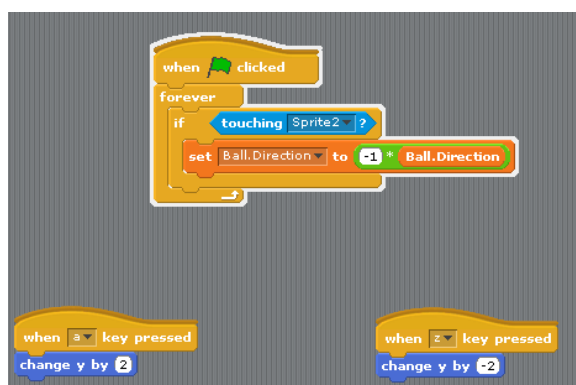 when clicked
forever
if touching Sprite2 ?
set Ball.Direction to -1 * Ball.Direction
when a key pressed
change y by 2
when z key pressed
change y by -2